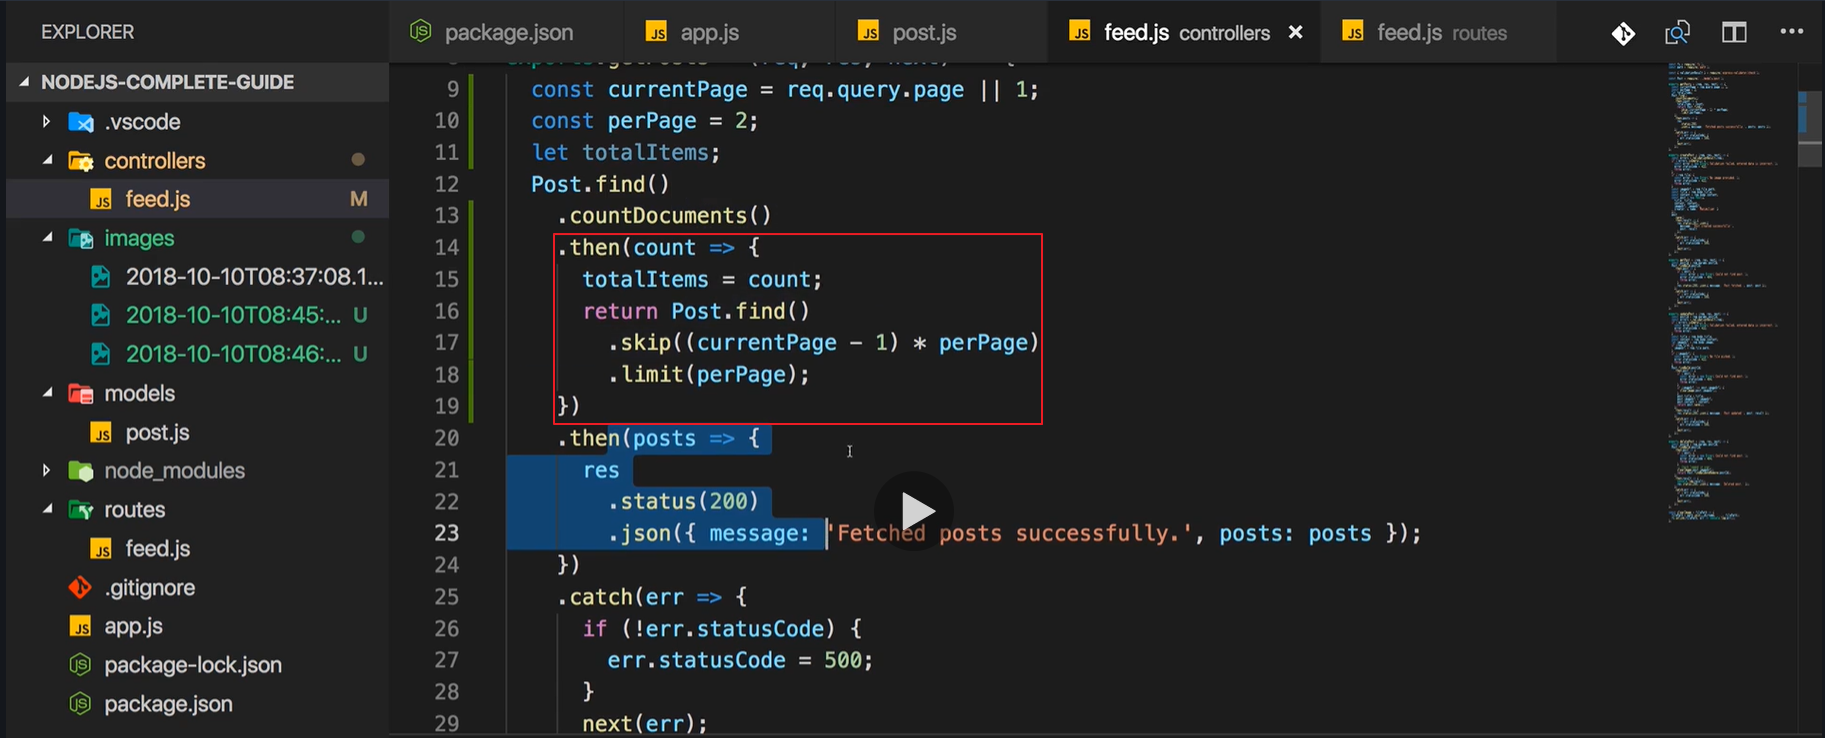 EXPLORER
package.json
app.js
post.js
feed.js controllers
feed.js routes
NODEJS-COMPLETE-GUIDE
.vscode
controllers
feed.js M
images
2018-10-10T08:37:08.1...
2018-10-10T08:45:... U
2018-10-10T08:46:... U
models
post.js
node_modules
routes
feed.js
.gitignore
app.js
package-lock.json
package.json
9 const currentPage = req.query.page || 1;
10 const perPage = 2;
11 let totalItems;
12 Post.find()
13 .countDocuments()
14 .then(count => {
15 totalItems = count;
16 return Post.find()
17 .skip((currentPage - 1) * perPage)
18 .limit(perPage);
19 })
20 .then(posts => {
21 res
22 .status(200)
23 .json({ message: 'Fetched posts successfully.', posts: posts });
24 })
25 .catch(err => {
26 if (!err.statusCode) {
27 err.statusCode = 500;
28 }
29 next(err);